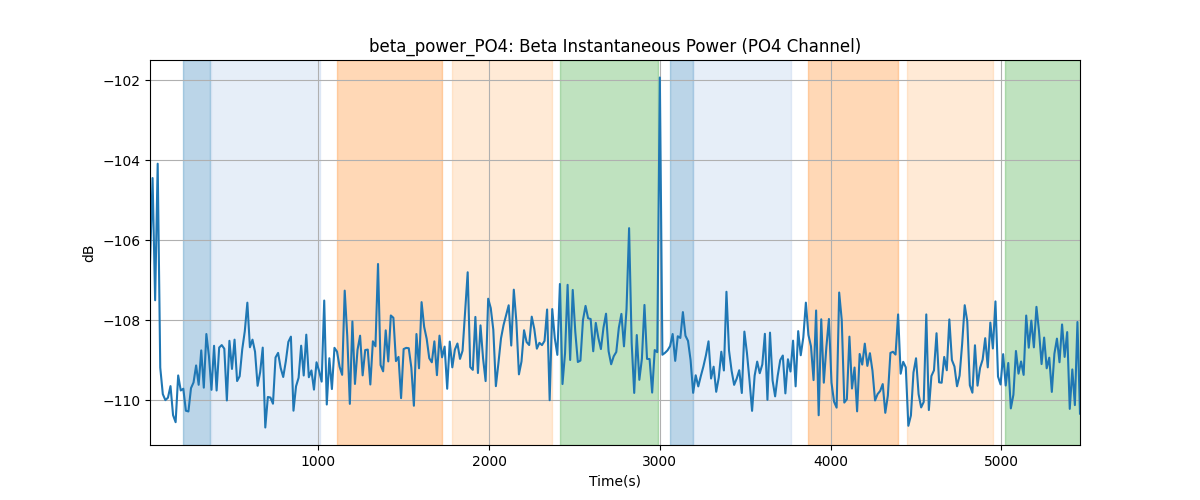 beta_power_PO4: Beta Instantaneous Power (PO4 Channel)
−102
−104
−106
−108
−110
dB
1000 2000 3000 4000 5000
Time(s)